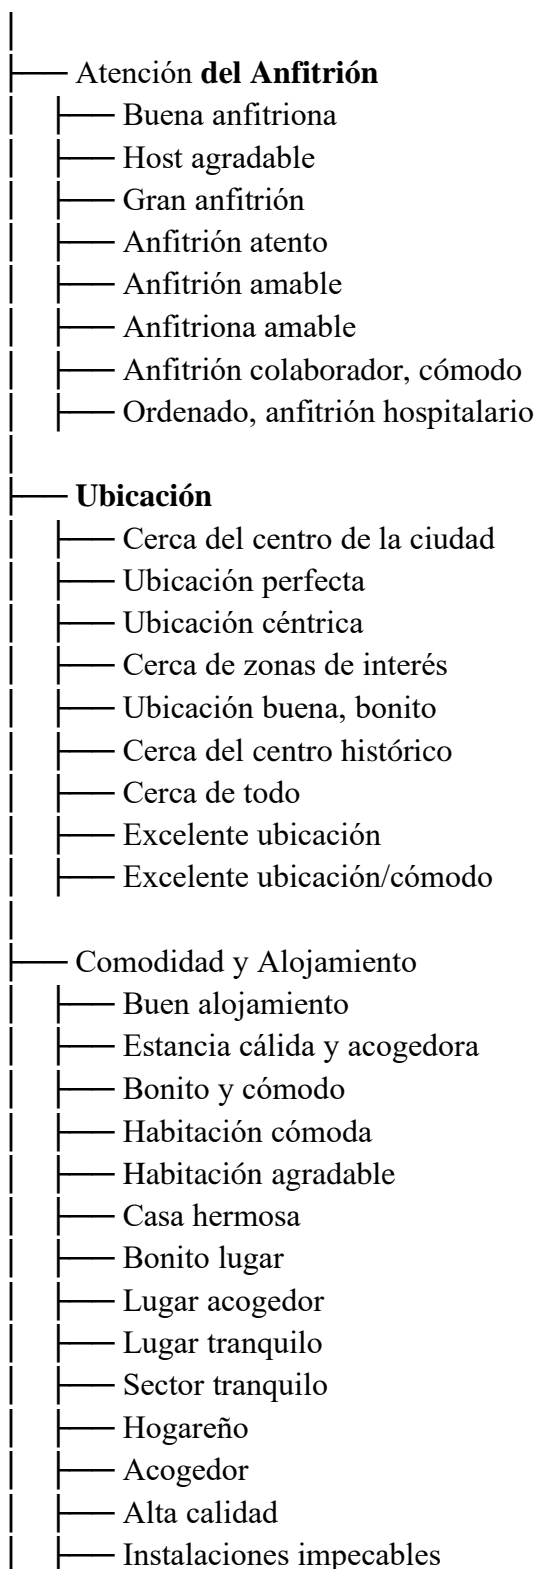 Atención del Anfitrión
Buena anfitriona
Host agradable
Gran anfitrión
Anfitrión atento
Anfitrión amable
Anfitriona amable
Anfitrión colaborador, cómodo
Ordenado, anfitrión hospitalario
Ubicación
Cerca del centro de la ciudad
Ubicación perfecta
Ubicación céntrica
Cerca de zonas de interés
Ubicación buena, bonito
Cerca del centro histórico
Cerca de todo
Excelente ubicación
Excelente ubicación/cómodo
Comodidad y Alojamiento
Buen alojamiento
Estancia cálida y acogedora
Bonito y cómodo
Habitación cómoda
Habitación agradable
Casa hermosa
Bonito lugar
Lugar acogedor
Lugar tranquilo
Sector tranquilo
Hogareño
Acogedor
Alta calidad
Instalaciones impecables